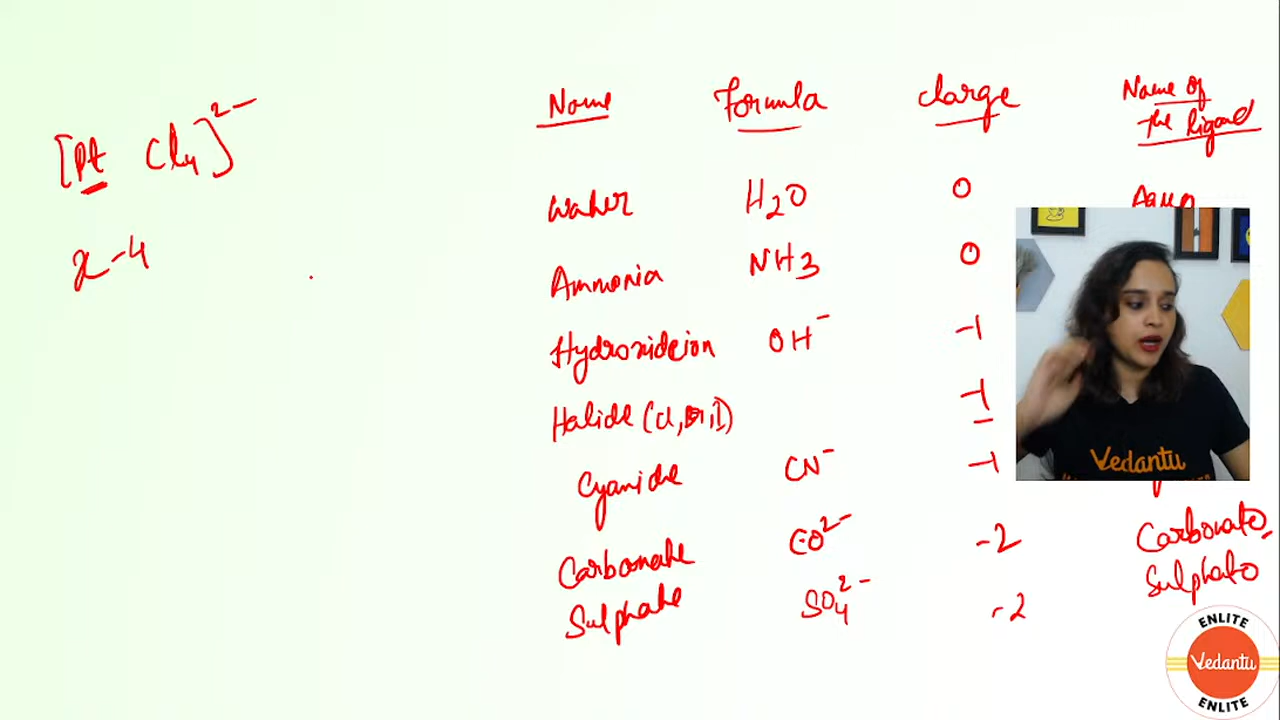 [Pt Cl4]2-
x-4
Name Formula Charge Name of the ligand
Water H2O 0 Aquo
Ammonia NH3 0
Hydroxide ion OH- -1
Halide (Cl, Br, I) -1
Cyanide CN- -1
Carbonate CO2- -2 Carbonato
Sulphate SO4 2- -2 Sulphato
Vedantu
ENLITE
Vedantu
ENLITE